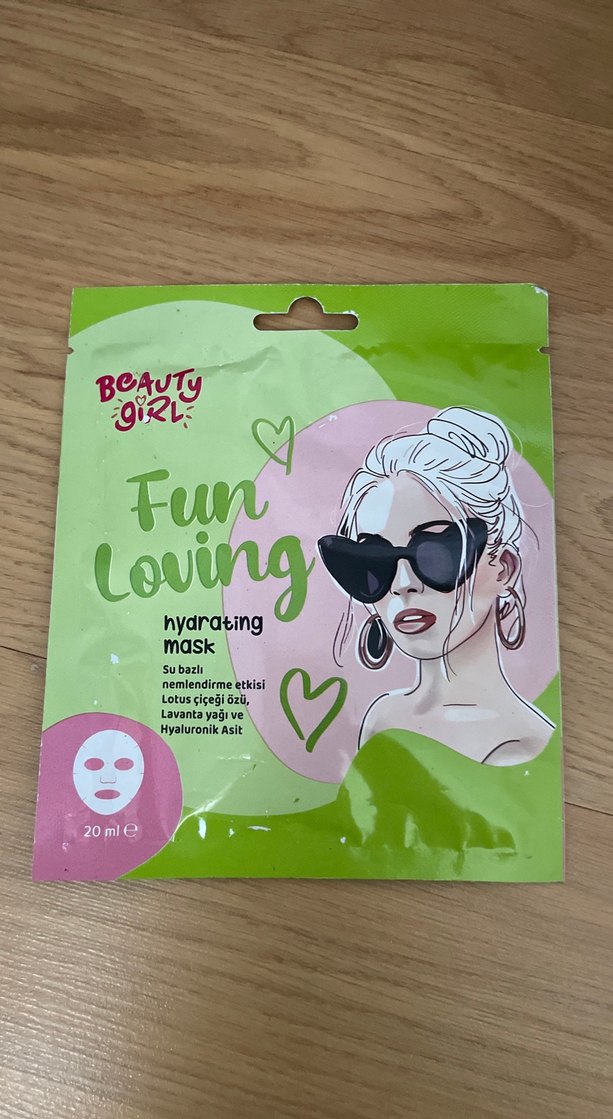 BEAUTY
GIRL
Fun
Loving
hydrating
mask
Su bazlı
nemlendirme etkisi
Lotus çiçeği özü,
Lavanta yağı ve
Hyaluronik Asit
20 ml ℮